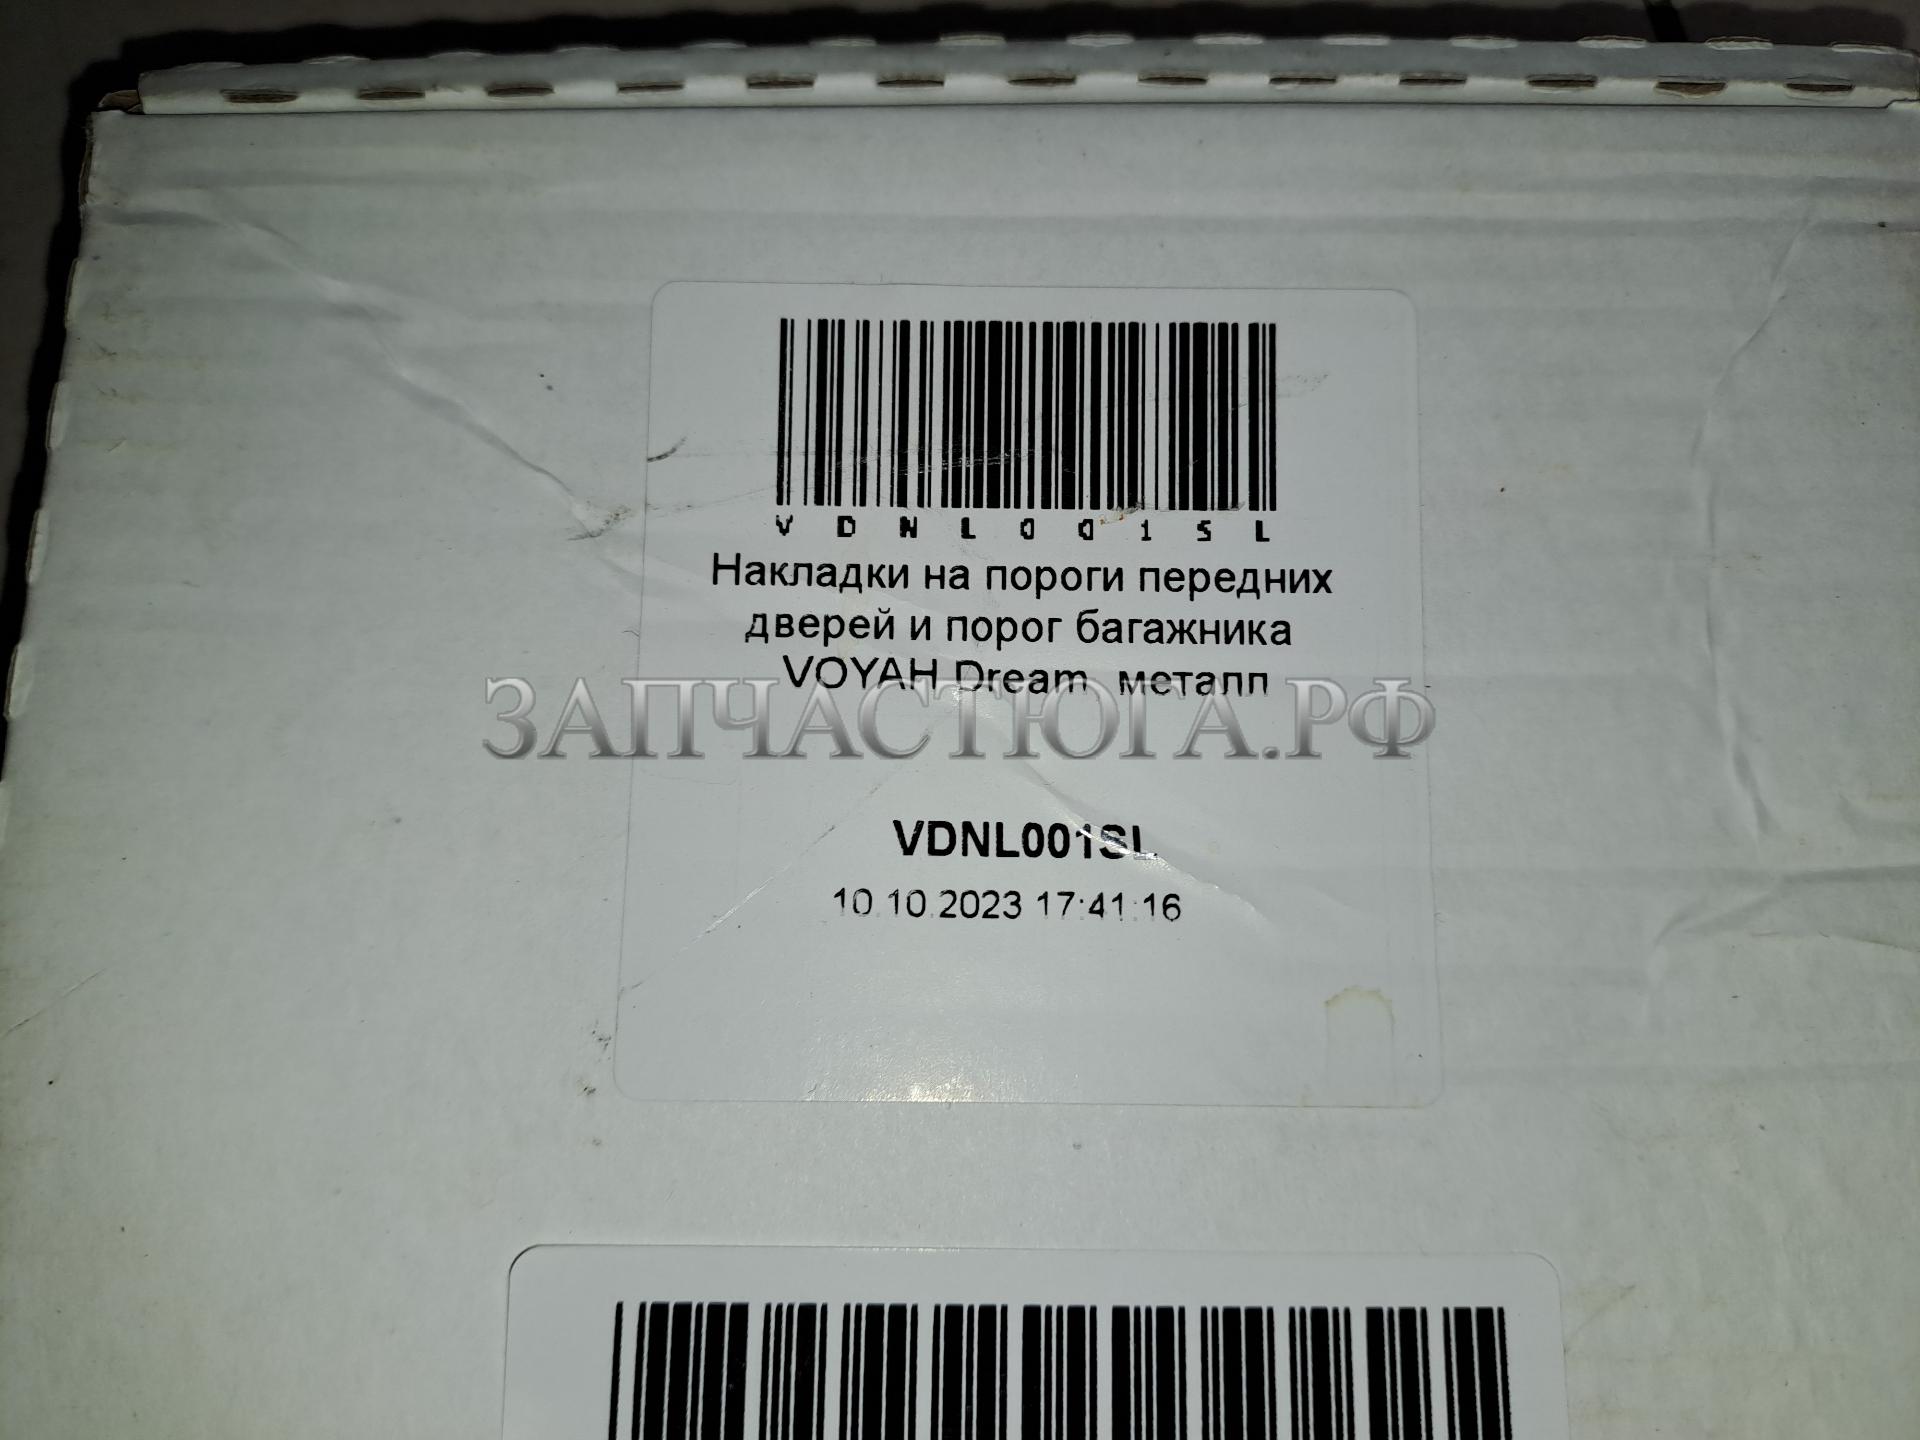 VDNL001SL
Накладки на пороги передних
дверей и порог багажника
VOYAH Dream металл
ЗАПЧАСТЮГА.РФ
VDNL001SL
10.10.2023 17:41:16